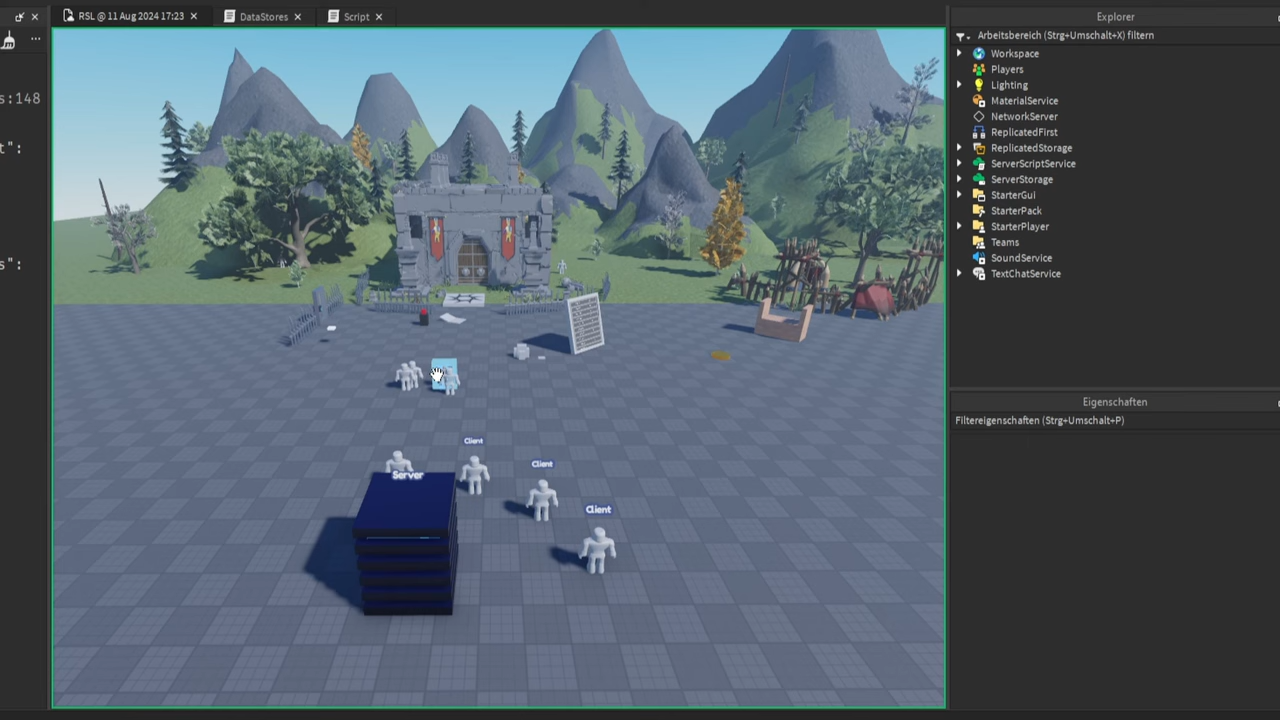 RSL @ 11 Aug 2024 17:23
DataStores
Script
Explorer
Arbeitsbereich (Strg+Umschalt+X) filtern
Workspace
Players
Lighting
MaterialService
NetworkServer
ReplicatedFirst
ReplicatedStorage
ServerScriptService
ServerStorage
StarterGui
StarterPack
StarterPlayer
Teams
SoundService
TextChatService
Eigenschaften
Filtereigenschaften (Strg+Umschalt+P)
s:148
t":
s":
Client
Client
Server
Client